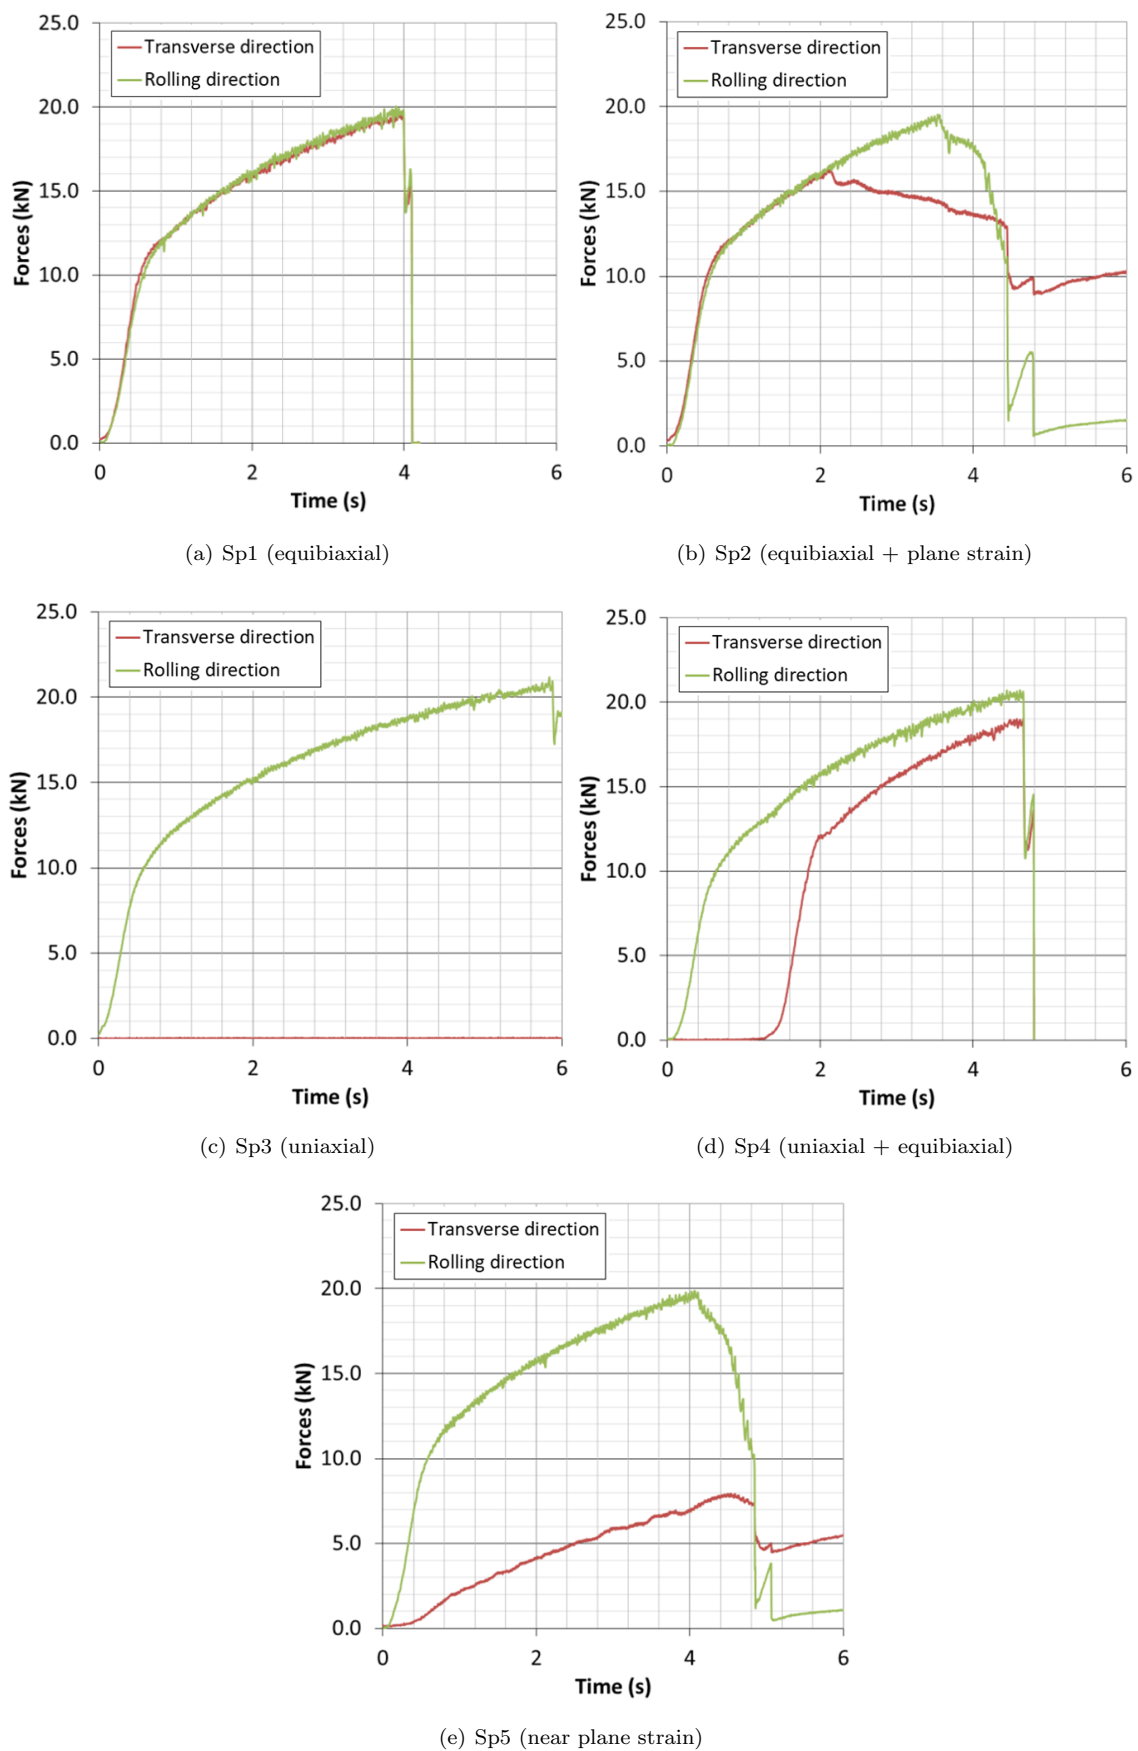 25.0
20.0
15.0
10.0
5.0
0.0
Forces (kN)
Transverse direction
Rolling direction
0 2 4 6
Time (s)
(a) Sp1 (equibiaxial)
25.0
20.0
15.0
10.0
5.0
0.0
Forces (kN)
Transverse direction
Rolling direction
0 2 4 6
Time (s)
(b) Sp2 (equibiaxial + plane strain)
25.0
20.0
15.0
10.0
5.0
0.0
Forces (kN)
Transverse direction
Rolling direction
0 2 4 6
Time (s)
(c) Sp3 (uniaxial)
25.0
20.0
15.0
10.0
5.0
0.0
Forces (kN)
Transverse direction
Rolling direction
0 2 4 6
Time (s)
(d) Sp4 (uniaxial + equibiaxial)
25.0
20.0
15.0
10.0
5.0
0.0
Forces (kN)
Transverse direction
Rolling direction
0 2 4 6
Time (s)
(e) Sp5 (near plane strain)